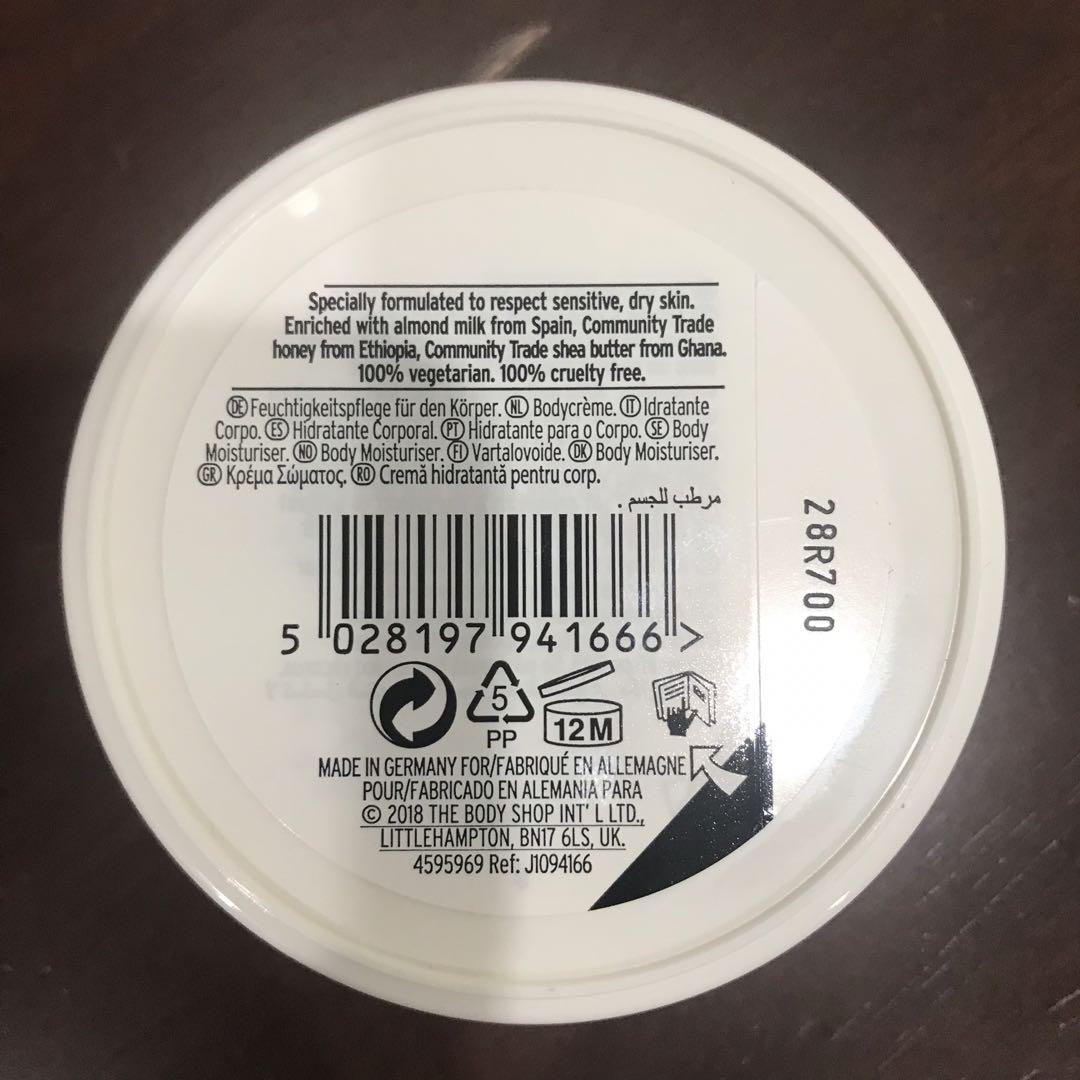 Specially formulated to respect sensitive, dry skin.
Enriched with almond milk from Spain, Community Trade
honey from Ethiopia, Community Trade shea butter from Ghana.
100% vegetarian. 100% cruelty free.
DE Feuchtigkeitspflege für den Körper. NL Bodycrème. IT Idratante
Corpo. ES Hidratante Corporal. PT Hidratante para o Corpo. SE Body
Moisturiser. NO Body Moisturiser. FI Vartalovoide. DK Body Moisturiser.
GR Κρέμα Σώματος. RO Cremă hidratantă pentru corp.
مرطب للجسم .
5 028197 941666 >
5
PP
12 M
MADE IN GERMANY FOR/FABRIQUÉ EN ALLEMAGNE
POUR/FABRICADO EN ALEMANIA PARA
© 2018 THE BODY SHOP INT' L LTD.,
LITTLEHAMPTON, BN17 6LS, UK.
4595969 Ref: J1094166
28R700